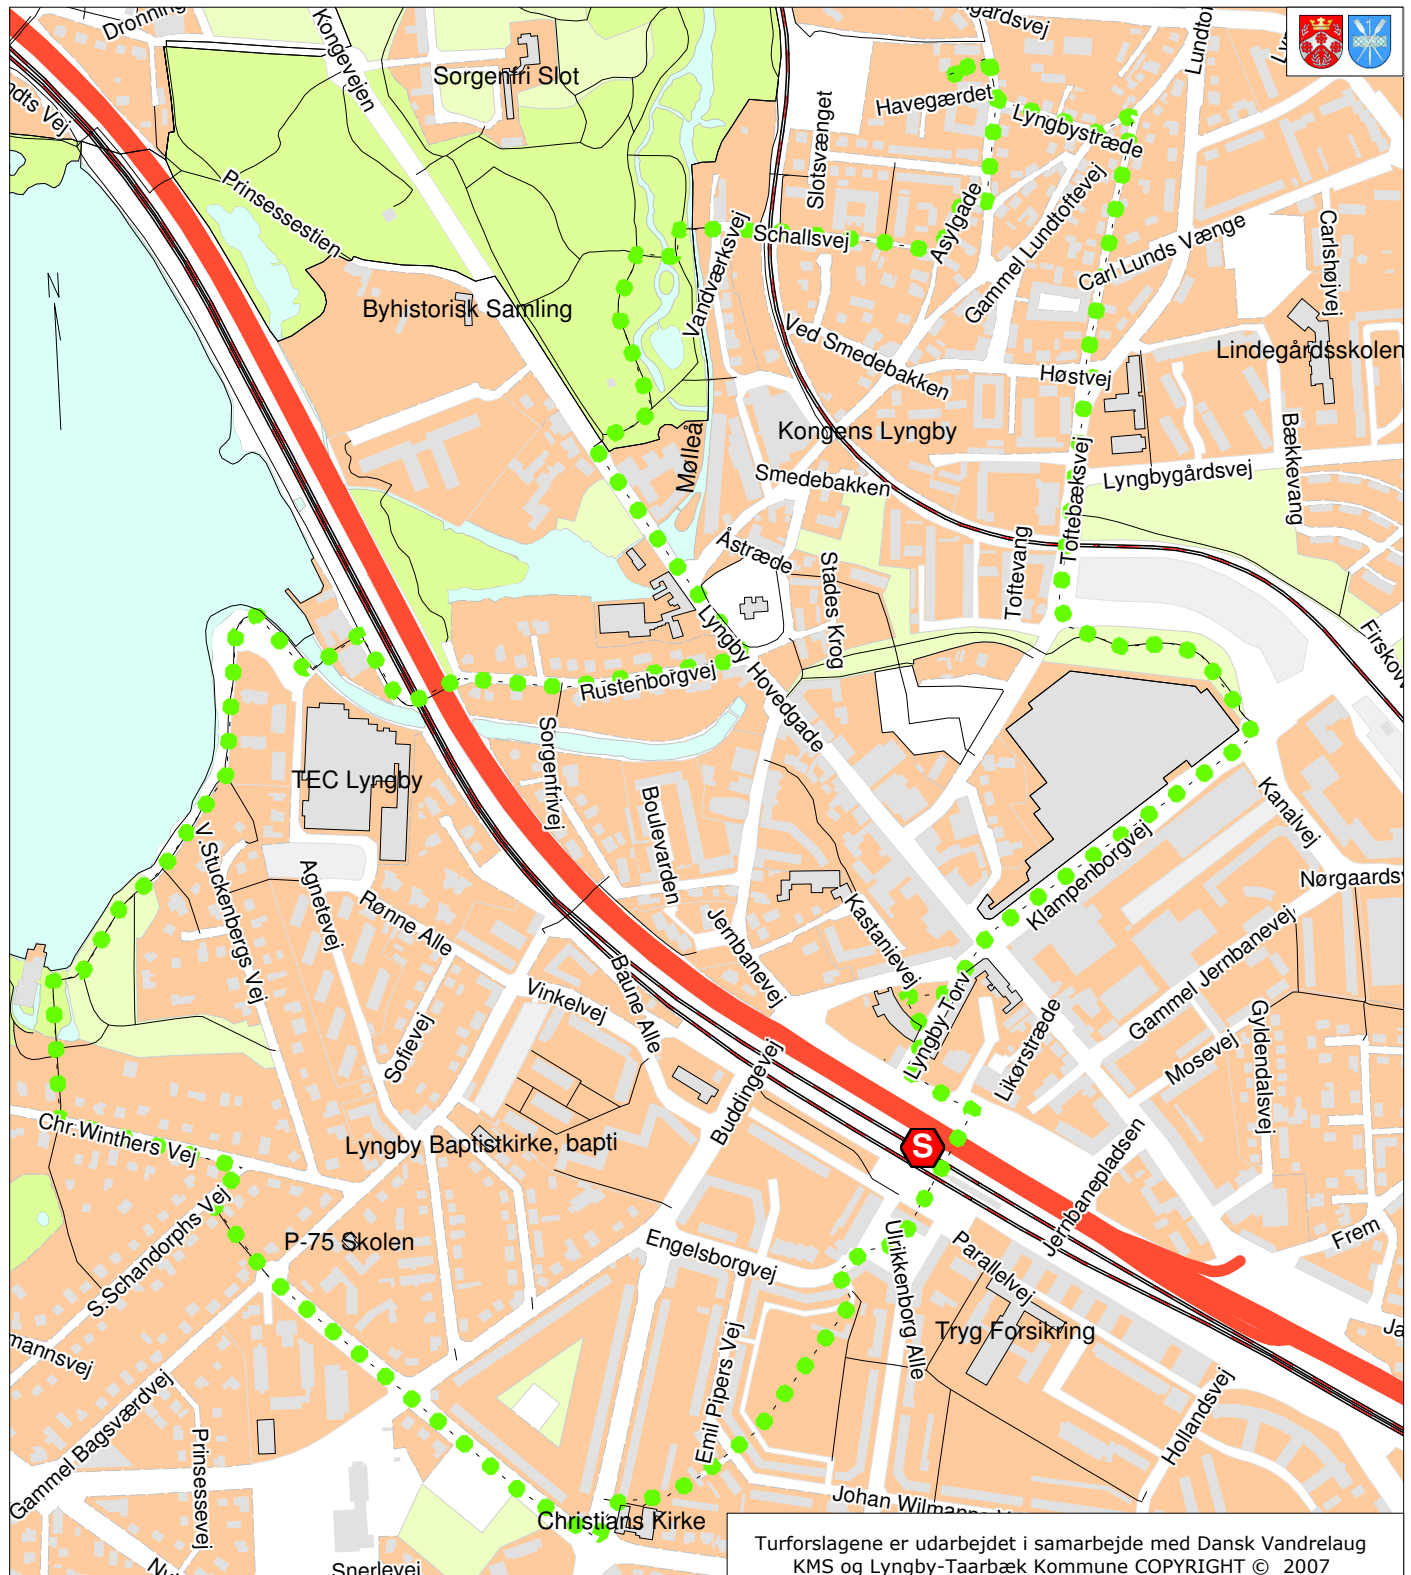 Dronning
Kongevejen
Sorgenfri Slot
gårdsvej
Havegærdet
Lyngbystræde
Slotsvænget
Prinsessestien
N
Byhistorisk Samling
Vandværksvej
Schallsvej
Asylgade
Gammel Lundtoftevej
Carl Lunds Vænge
Carlshøjvej
Ved Smedebakken
Lindegårdsskolen
Høstvej
Kongens Lyngby
Mølleå
Smedebakken
Toftebæksvej
Lyngbygårdsvej
Bækkevang
Åstræde
Stades Krog
Toftevang
Lyngby Hovedgade
Rustenborgvej
Sorgenfrivej
TEC Lyngby
Boulevarden
V.Stuckenbergs Vej
Agnetevej
Rønne Alle
Klampenborgvej
Kanalvej
Jernbanevej
Kastanievej
Baune Alle
Vinkelvej
Sofievej
Lyngby Torv
Likørstræde
Gammel Jernbanevej
Mosevej
Gyldendalsvej
Buddingevej
Chr.Winthers Vej
Lyngby Baptistkirke, bapti
S
Jernbanepladsen
S.Schandorphs Vej
P-75 Skolen
Engelsborgvej
Ulrikkenborg Alle
Parallelvej
Frem
Tryg Forsikring
mannsvej
Emil Pipers Vej
Hollandsvej
Gammel Bagsværdvej
Prinsessevej
Christians Kirke
Johan Wilmanns
Snerlevej
Turforslagene er udarbejdet i samarbejde med Dansk Vandrelaug
KMS og Lyngby-Taarbæk Kommune COPYRIGHT © 2007